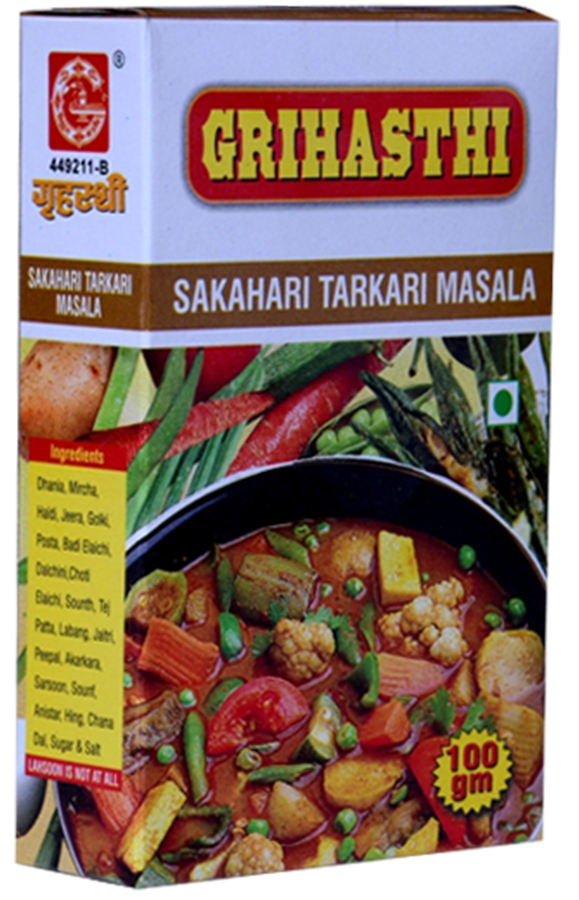 ®
449211-B
गृहस्थी
SAKAHARI TARKARI
MASALA
Ingredients
Dhania, Mircha,
Haldi, Jeera, Golki,
Posta, Badi Elaichi,
Dalchini,Choti
Elaichi, Sounth, Tej
Patta, Labang, Jaitri,
Peepal, Akarkara,
Sarsoon, Sounf,
Anistar, Hing, Chana
Dal, Sugar & Salt
LAHSOON IS NOT AT ALL
GRIHASTHI
SAKAHARI TARKARI MASALA
100
gm